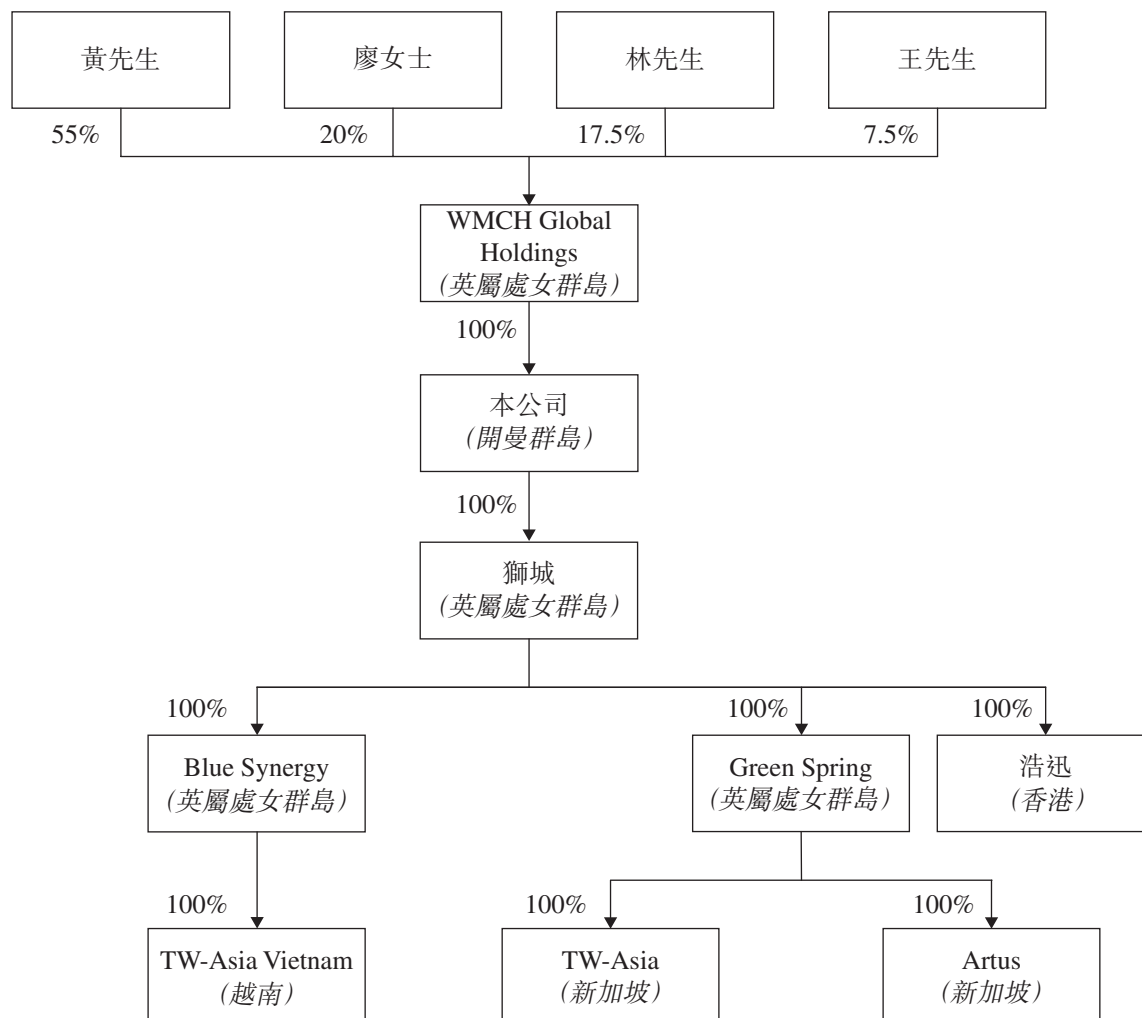 黃先生
廖女士
林先生
王先生
55%
20%
17.5%
7.5%
WMCH Global
Holdings
(英屬處女群島)
100%
本公司
(開曼群島)
100%
獅城
(英屬處女群島)
100%
100%
100%
Blue Synergy
(英屬處女群島)
Green Spring
(英屬處女群島)
浩迅
(香港)
100%
100%
100%
TW-Asia Vietnam
(越南)
TW-Asia
(新加坡)
Artus
(新加坡)